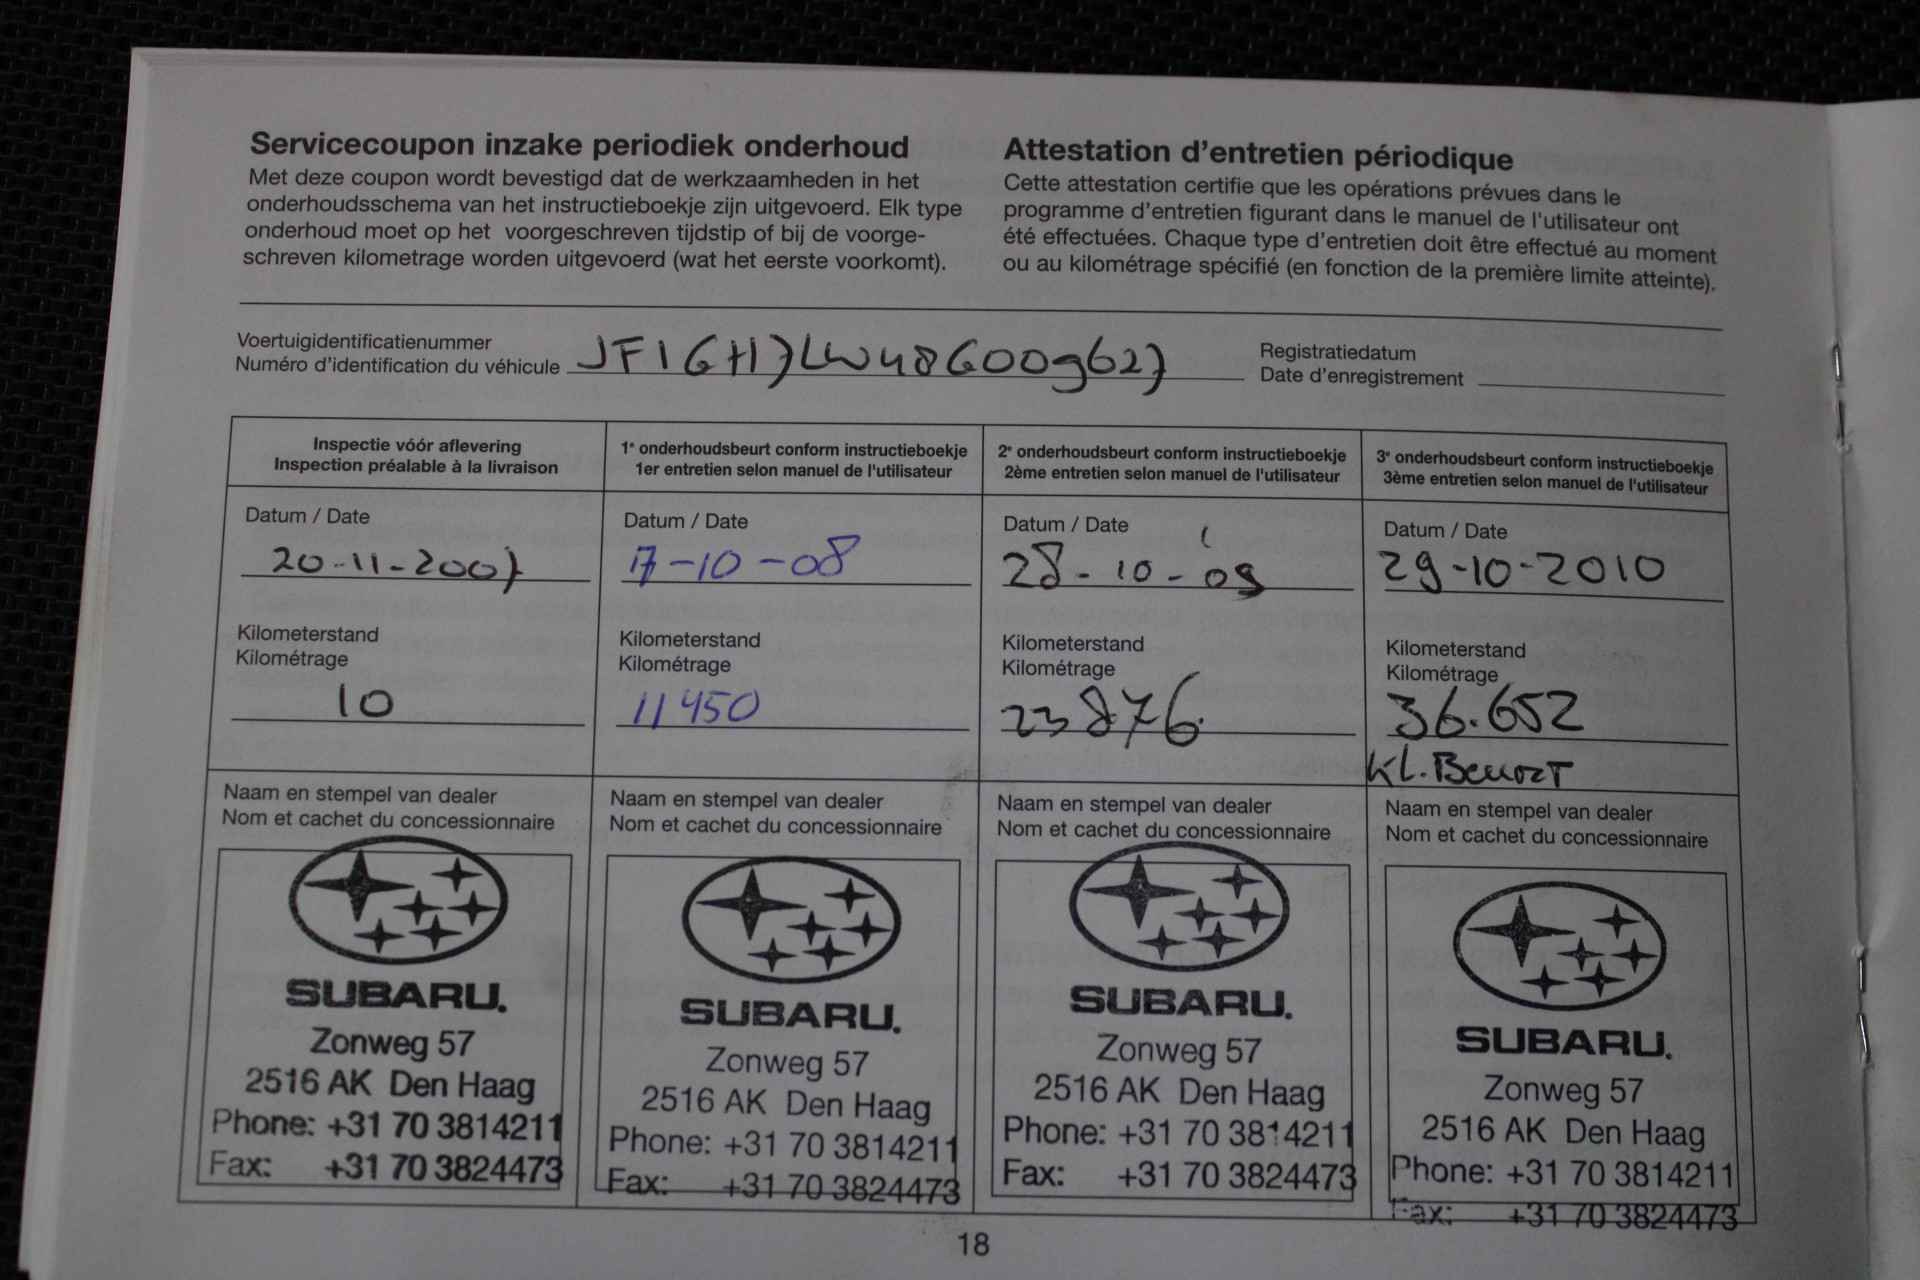 Servicecoupon inzake periodiek onderhoud
Met deze coupon wordt bevestigd dat de werkzaamheden in het
onderhoudsschema van het instructieboekje zijn uitgevoerd. Elk type
onderhoud moet op het voorgeschreven tijdstip of bij de voorge-
schreven kilometrage worden uitgevoerd (wat het eerste voorkomt).
Attestation d'entretien périodique
Cette attestation certifie que les opérations prévues dans le
programme d'entretien figurant dans le manuel de l'utilisateur ont
été effectuées. Chaque type d'entretien doit être effectué au moment
ou au kilométrage spécifié (en fonction de la première limite atteinte).
Voertuigidentificatienummer
Numéro d'identification du véhicule JF1GH7LW48G009627
Registratiedatum
Date d'enregistrement
Inspectie vóór aflevering
Inspection préalable à la livraison
Datum / Date
20-11-2007
Kilometerstand
Kilométrage
10
Naam en stempel van dealer
Nom et cachet du concessionnaire
SUBARU.
Zonweg 57
2516 AK Den Haag
Phone: +31 70 3814211
Fax: +31 70 3824473
1e onderhoudsbeurt conform instructieboekje
1er entretien selon manuel de l'utilisateur
Datum / Date
17-10-08
Kilometerstand
Kilométrage
11450
Naam en stempel van dealer
Nom et cachet du concessionnaire
SUBARU.
Zonweg 57
2516 AK Den Haag
Phone: +31 70 3814211
Fax: +31 70 3824473
2e onderhoudsbeurt conform instructieboekje
2ème entretien selon manuel de l'utilisateur
Datum / Date
28-10-09
Kilometerstand
Kilométrage
23876.
Naam en stempel van dealer
Nom et cachet du concessionnaire
SUBARU.
Zonweg 57
2516 AK Den Haag
Phone: +31 70 3814211
Fax: +31 70 3824473
3e onderhoudsbeurt conform instructieboekje
3ème entretien selon manuel de l'utilisateur
Datum / Date
29-10-2010
Kilometerstand
Kilométrage
36.652
Kl. Beurt
Naam en stempel van dealer
Nom et cachet du concessionnaire
SUBARU.
Zonweg 57
2516 AK Den Haag
Phone: +31 70 3814211
Fax: +31 70 3824473
18